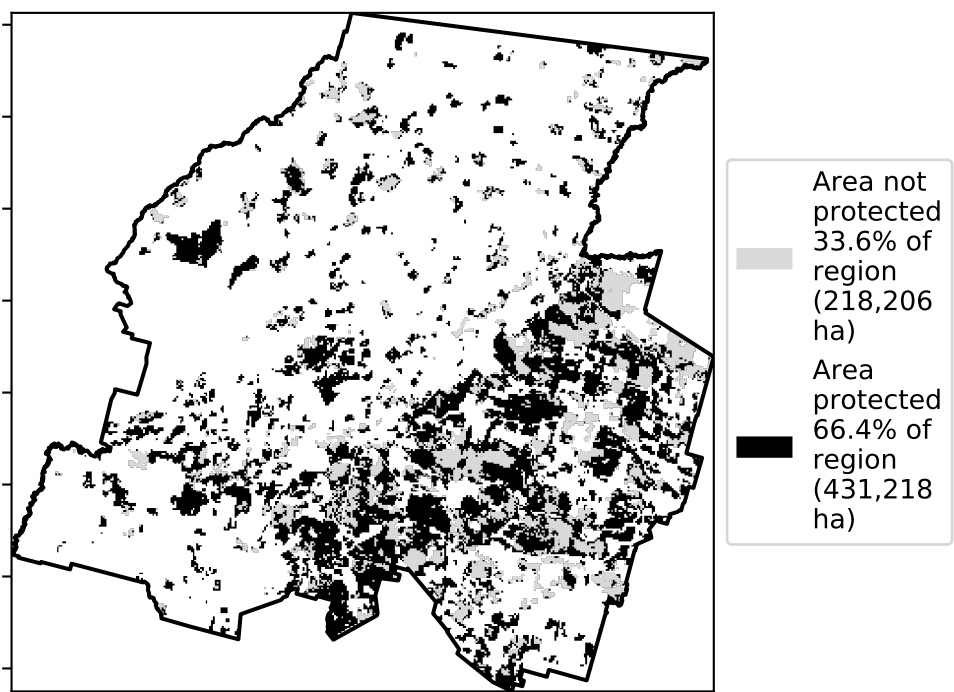 Area not
protected
33.6% of
region
(218,206
ha)
Area
protected
66.4% of
region
(431,218
ha)